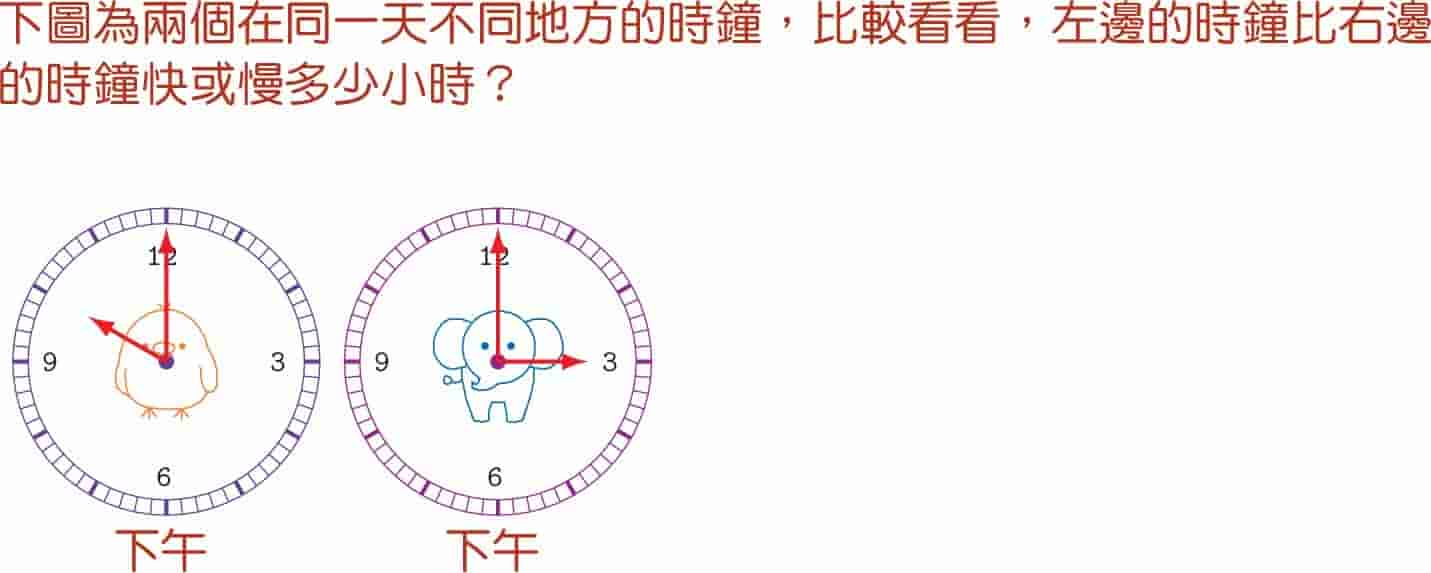 下圖為兩個在同一天不同地方的時鐘，比較看看，左邊的時鐘比右邊
的時鐘快或慢多少小時？
12 12
9 3 9 3
6 6
下午 下午